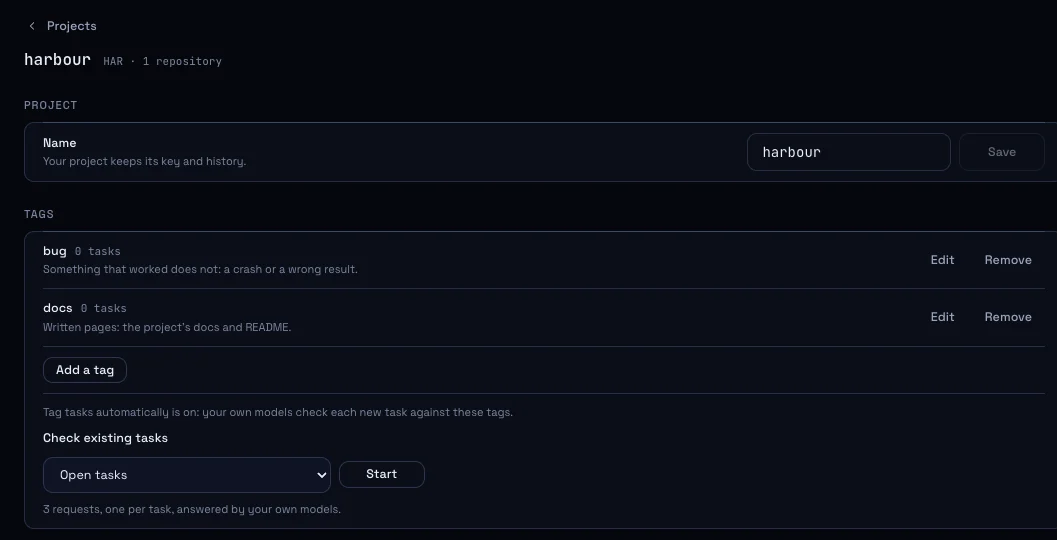 Projects
harbour HAR · 1 repository
PROJECT
Name
Your project keeps its key and history.
harbour
Save
TAGS
bug 0 tasks
Something that worked does not: a crash or a wrong result.
Edit Remove
docs 0 tasks
Written pages: the project's docs and README.
Edit Remove
Add a tag
Tag tasks automatically is on: your own models check each new task against these tags.
Check existing tasks
Open tasks
Start
3 requests, one per task, answered by your own models.